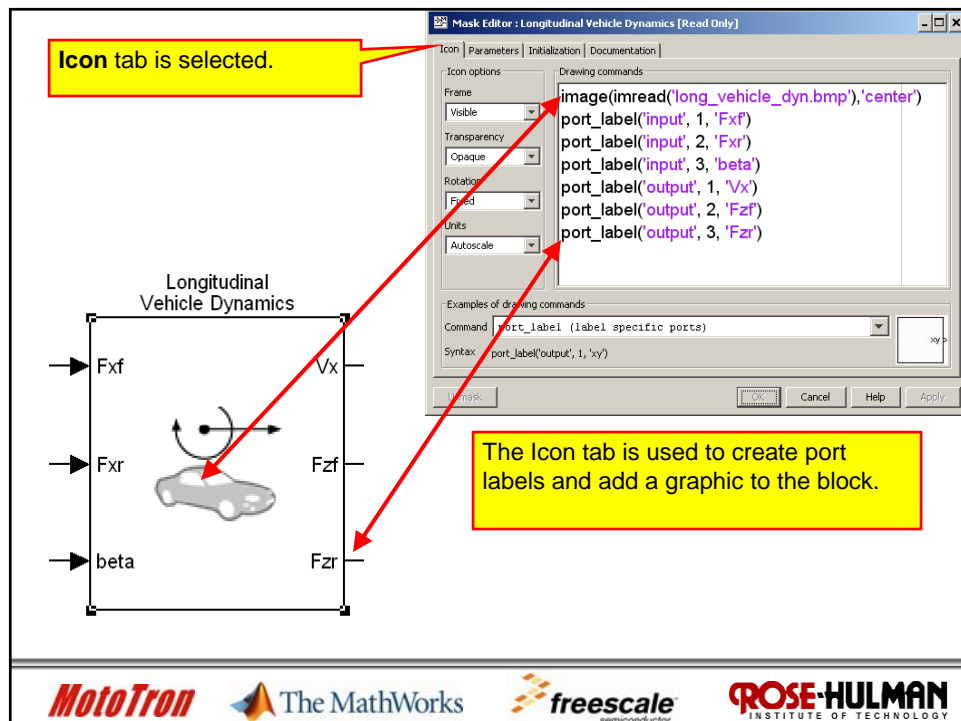 Mask Editor : Longitudinal Vehicle Dynamics [Read Only]
Icon tab is selected.
Icon
Parameters
Initialization
Documentation
Icon options
Frame
Visible
Transparency
Opaque
Rotation
Fixed
Units
Autoscale
Drawing commands
image(imread('long_vehicle_dyn.bmp'),'center')
port_label('input', 1, 'Fxf')
port_label('input', 2, 'Fxr')
port_label('input', 3, 'beta')
port_label('output', 1, 'Vx')
port_label('output', 2, 'Fzf')
port_label('output', 3, 'Fzr')
Examples of drawing commands
Command
port_label (label specific ports)
Syntax
port_label('output', 1, 'xy')
xy
Unmask
OK
Cancel
Help
Apply
Longitudinal
Vehicle Dynamics
Fxf
Vx
Fxr
Fzf
beta
Fzr
The Icon tab is used to create port
labels and add a graphic to the block.
MotoTron
The MathWorks
freescale
semiconductor
ROSE-HULMAN
INSTITUTE OF TECHNOLOGY